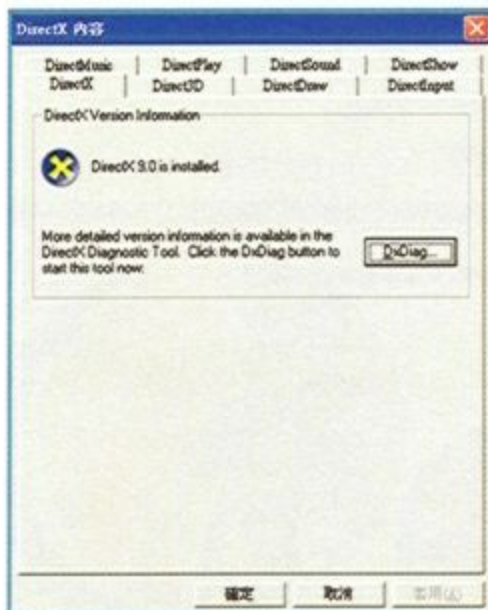 DirectX 內容
DirectMusic DirectPlay DirectSound DirectShow
DirectX Direct3D DirectDraw DirectInput
DirectX Version Information
DirectX 9.0 is installed.
More detailed version information is available in the
DirectX Diagnostic Tool. Click the DxDiag button to
start this tool now.
DxDiag...
確定 取消 套用(A)